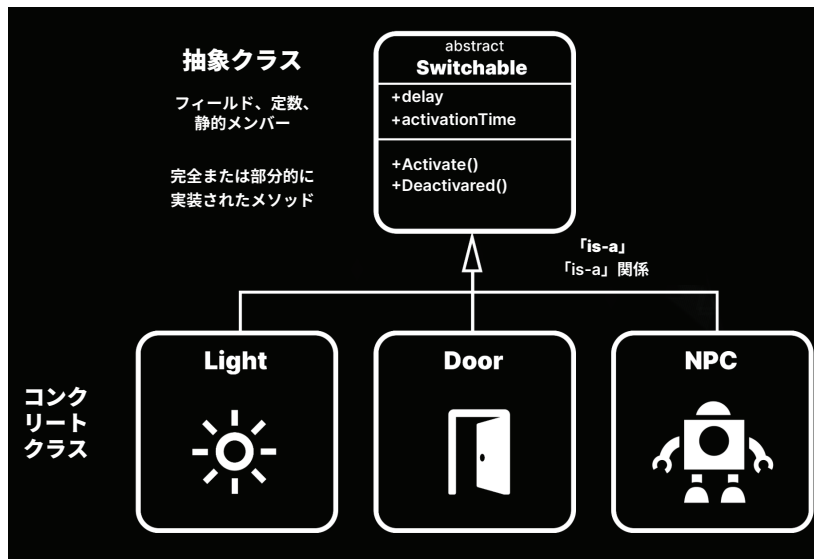 抽象クラス
フィールド、定数、
静的メンバー
完全または部分的に
実装されたメソッド
abstract
Switchable
+delay
+activationTime
+Activate()
+Deactivared()
「is-a」
「is-a」関係
コンク
リート
クラス
Light
Door
NPC